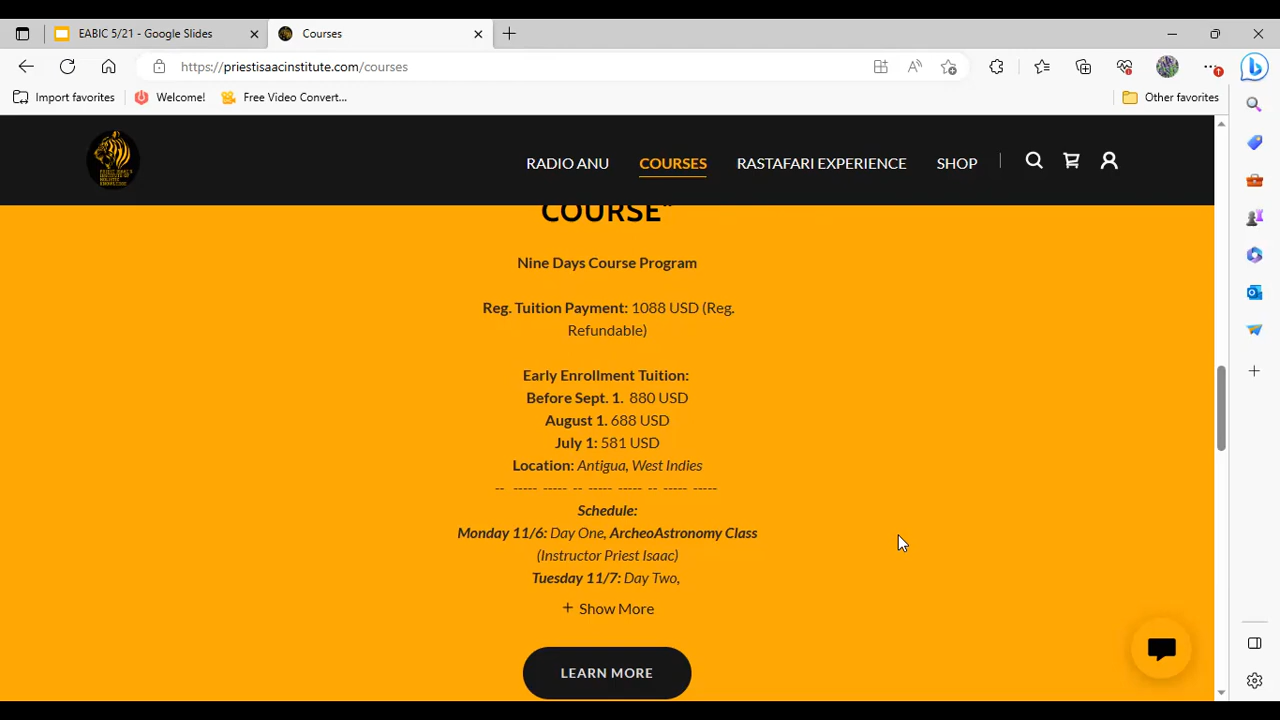 EABIC 5/21 - Google Slides
Courses
https://priestisaacinstitute.com/courses
Import favorites
Welcome!
Free Video Convert...
Other favorites
RADIO ANU
COURSES
RASTAFARI EXPERIENCE
SHOP
COURSE"
Nine Days Course Program
Reg. Tuition Payment: 1088 USD (Reg.
Refundable)
Early Enrollment Tuition:
Before Sept. 1. 880 USD
August 1. 688 USD
July 1: 581 USD
Location: Antigua, West Indies
-- ----- ----- -- ----- ----- -- ----- -----
Schedule:
Monday 11/6: Day One, ArcheoAstronomy Class
(Instructor Priest Isaac)
Tuesday 11/7: Day Two,
+ Show More
LEARN MORE